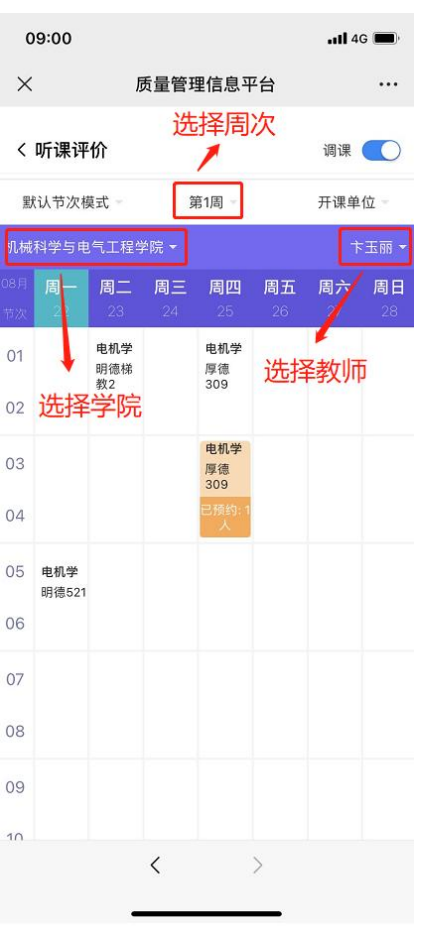 09:00
4G
质量管理信息平台
选择周次
听课评价
调课
默认节次模式
第1周
开课单位
机械科学与电气工程学院
卞玉丽
08月
周一
周二
周三
周四
周五
周六
周日
节次
22
23
24
25
26
27
28
01
电机学
明德梯
教2
电机学
厚德
309
选择教师
02
选择学院
03
电机学
厚德
309
04
已预约: 1
人
05
电机学
明德521
06
07
08
09
10